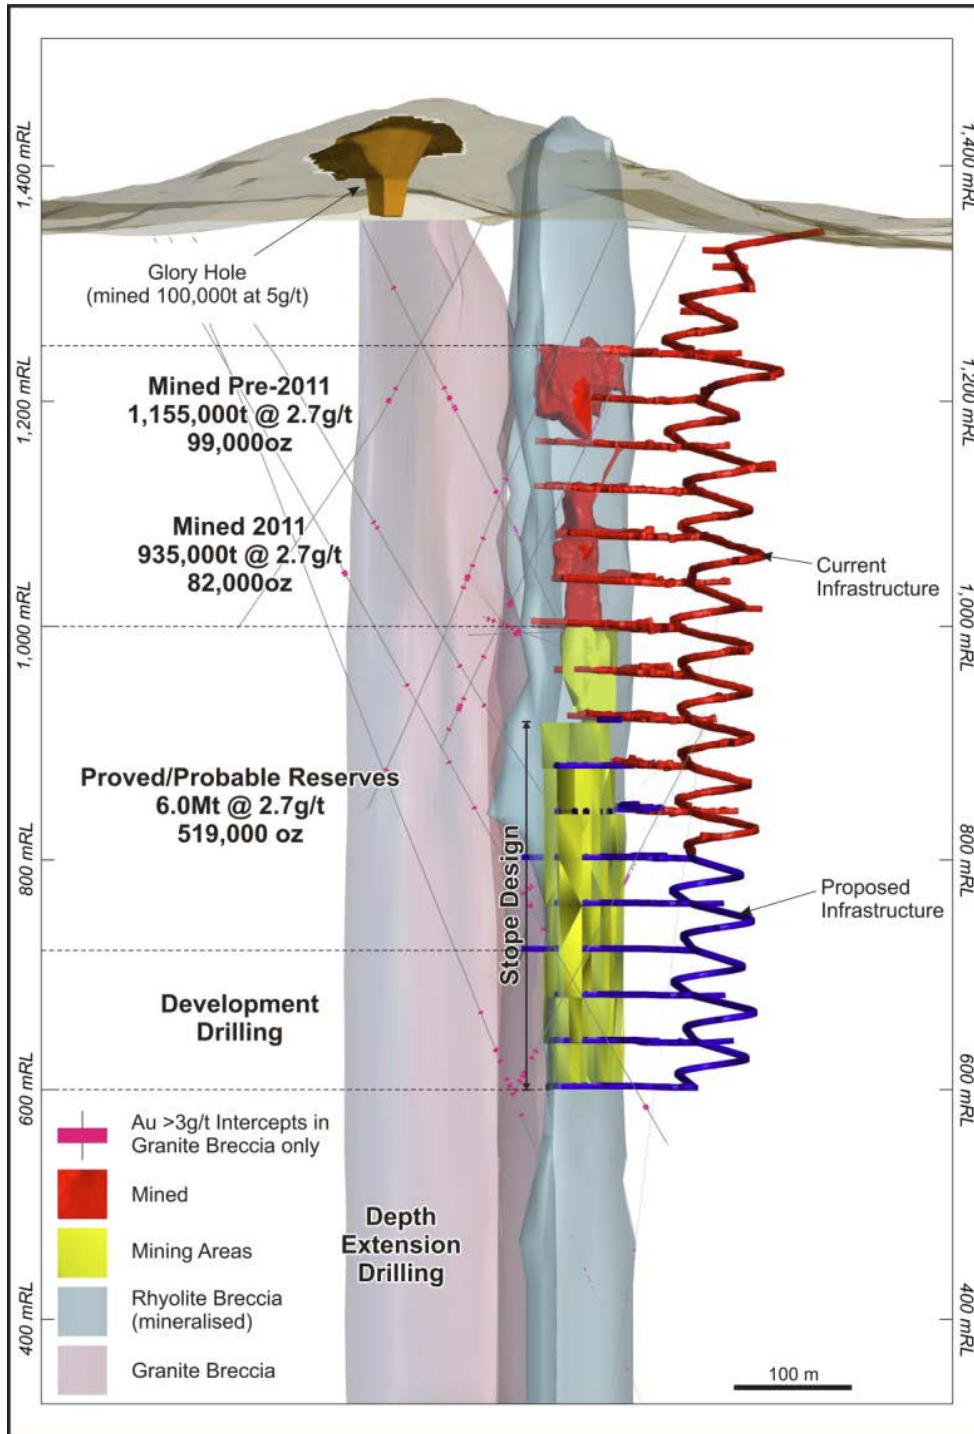 1,400 mRL
1,400 mRL
Glory Hole
(mined 100,000t at 5g/t)
1,200 mRL
1,200 mRL
Mined Pre-2011
1,155,000t @ 2.7g/t
99,000oz
Mined 2011
935,000t @ 2.7g/t
82,000oz
Current
Infrastructure
1,000 mRL
1,000 mRL
Proved/Probable Reserves
6.0Mt @ 2.7g/t
519,000 oz
Stope Design
800 mRL
800 mRL
Proposed
Infrastructure
Development
Drilling
600 mRL
600 mRL
Au >3g/t Intercepts in
Granite Breccia only
Mined
Mining Areas
Rhyolite Breccia
(mineralised)
Granite Breccia
Depth
Extension
Drilling
400 mRL
400 mRL
100 m